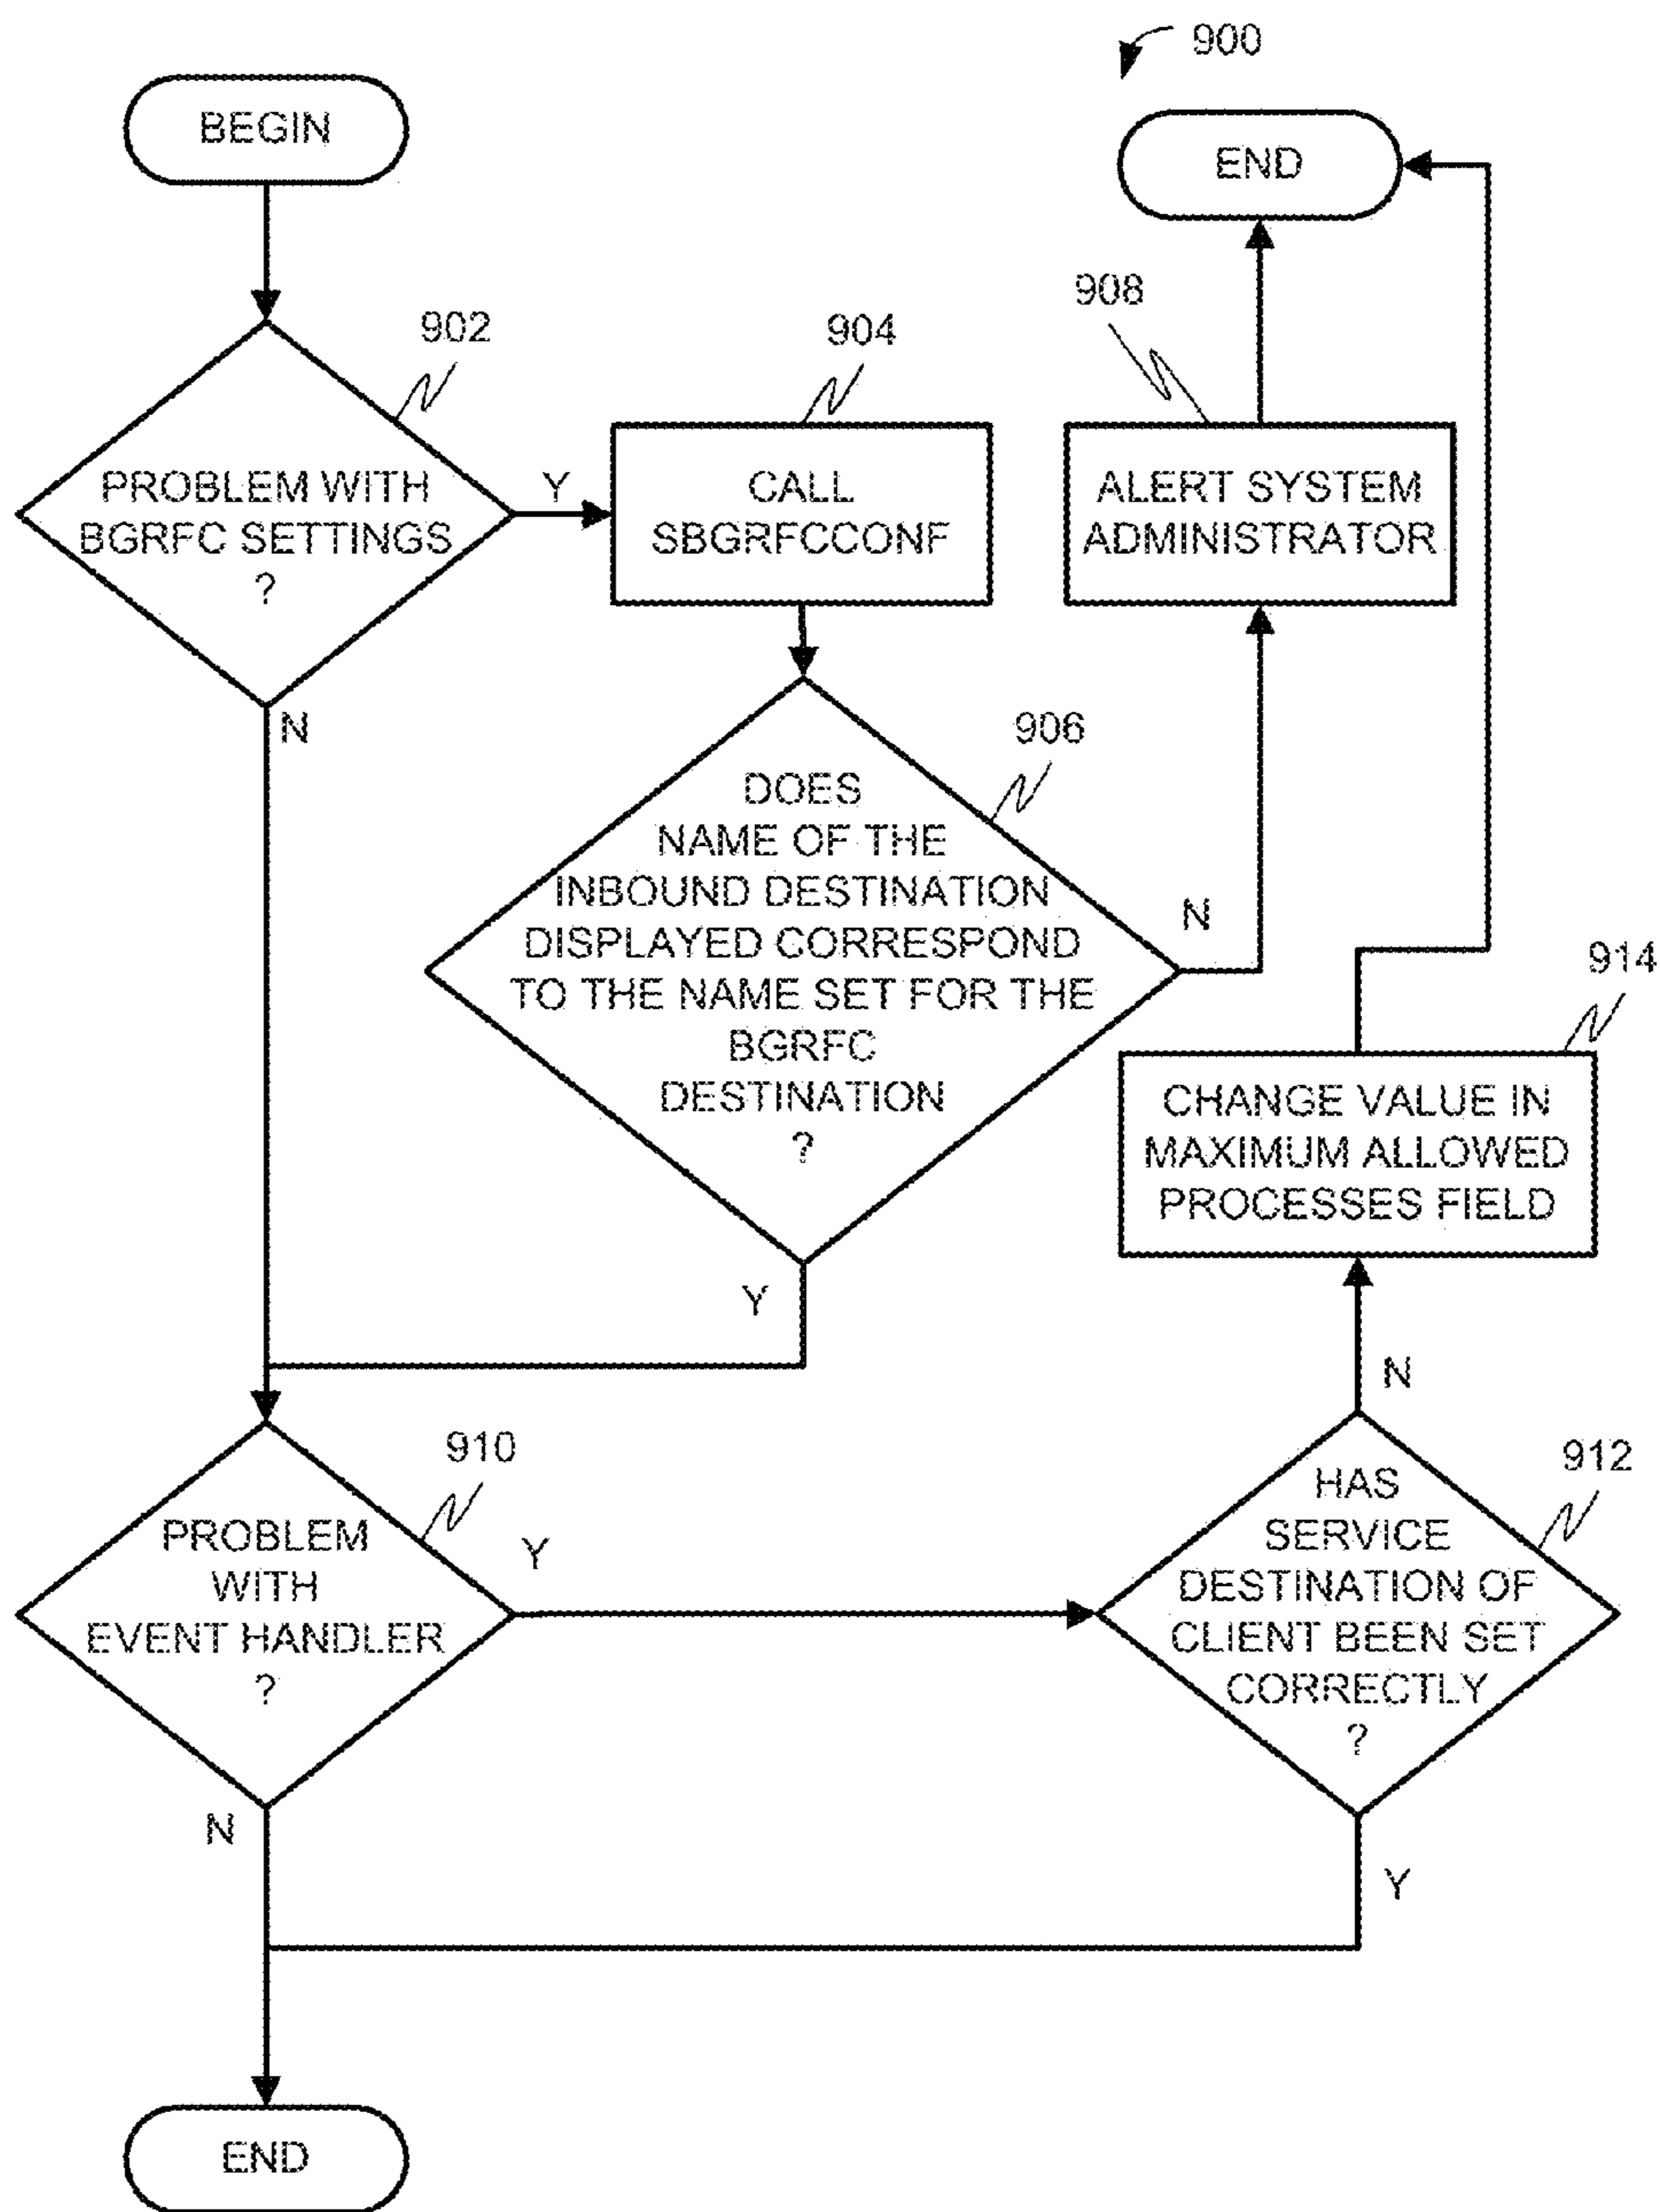 900
BEGIN
END
902
PROBLEM WITH
BGRFC SETTINGS
?
Y
N
904
CALL
SBGRFCCONF
908
ALERT SYSTEM
ADMINISTRATOR
906
DOES
NAME OF THE
INBOUND DESTINATION
DISPLAYED CORRESPOND
TO THE NAME SET FOR THE
BGRFC
DESTINATION
?
N
Y
914
CHANGE VALUE IN
MAXIMUM ALLOWED
PROCESSES FIELD
N
910
PROBLEM
WITH
EVENT HANDLER
?
Y
N
912
HAS
SERVICE
DESTINATION OF
CLIENT BEEN SET
CORRECTLY
?
Y
END